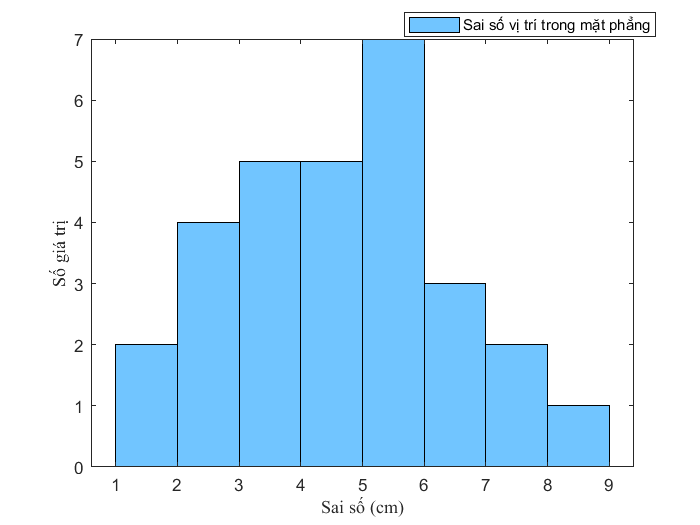 Sai số vị trí trong mặt phẳng
7
6
5
4
3
2
1
0
Số giá trị
1 2 3 4 5 6 7 8 9
Sai số (cm)